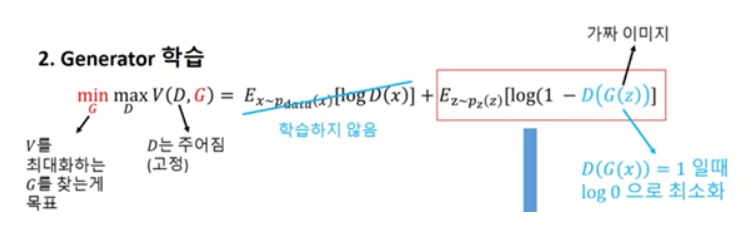 가짜 이미지
2. Generator 학습
min max V(D, G) = E_{x~p_{data}(x)}[log D(x)] + E_{z~p_z(z)}[log(1 − D(G(z)))]
G D
학습하지 않음
V를
최대화하는
G를 찾는게
목표
D는 주어짐
(고정)
D(G(x)) = 1 일때
log 0 으로 최소화